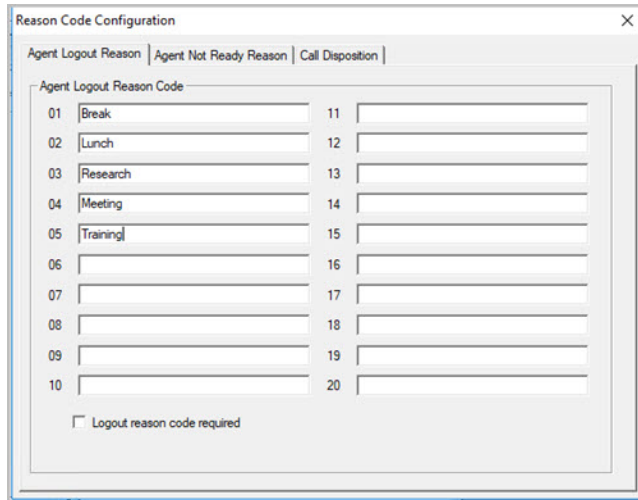 Reason Code Configuration
Agent Logout Reason Agent Not Ready Reason Call Disposition
Agent Logout Reason Code
01 Break 11
02 Lunch 12
03 Research 13
04 Meeting 14
05 Training 15
06 16
07 17
08 18
09 19
10 20
Logout reason code required